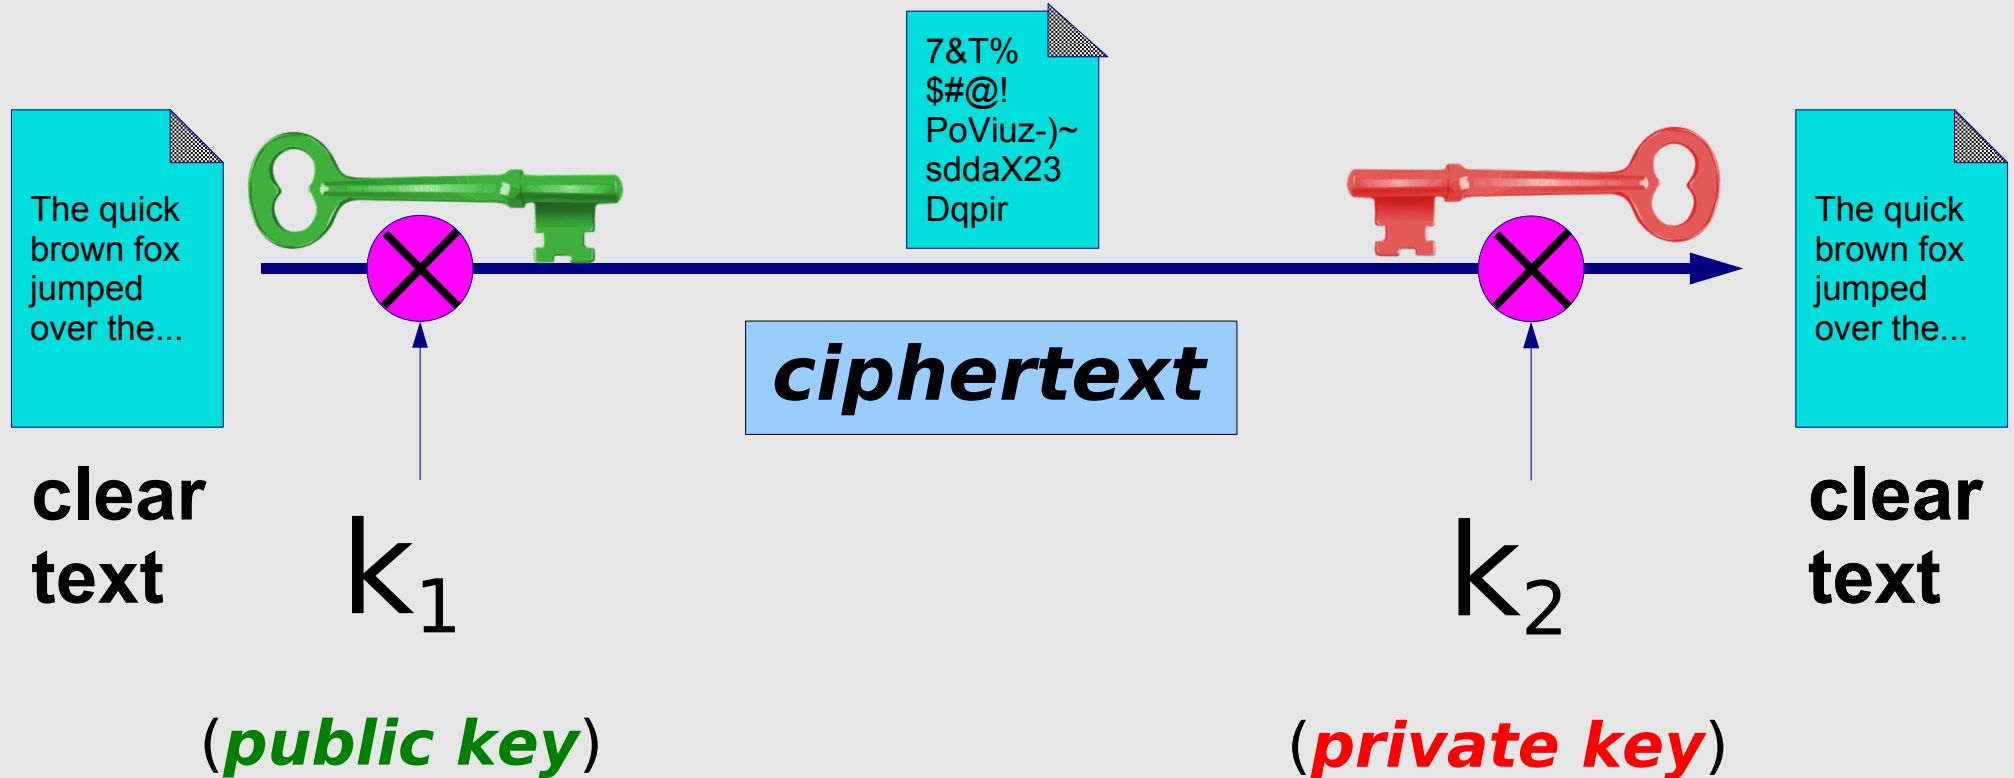 The quick
brown fox
jumped
over the...
clear
text
k1
(public key)
7&T%
$#@!
PoViuz-)~
sddaX23
Dqpir
ciphertext
k2
(private key)
The quick
brown fox
jumped
over the...
clear
text